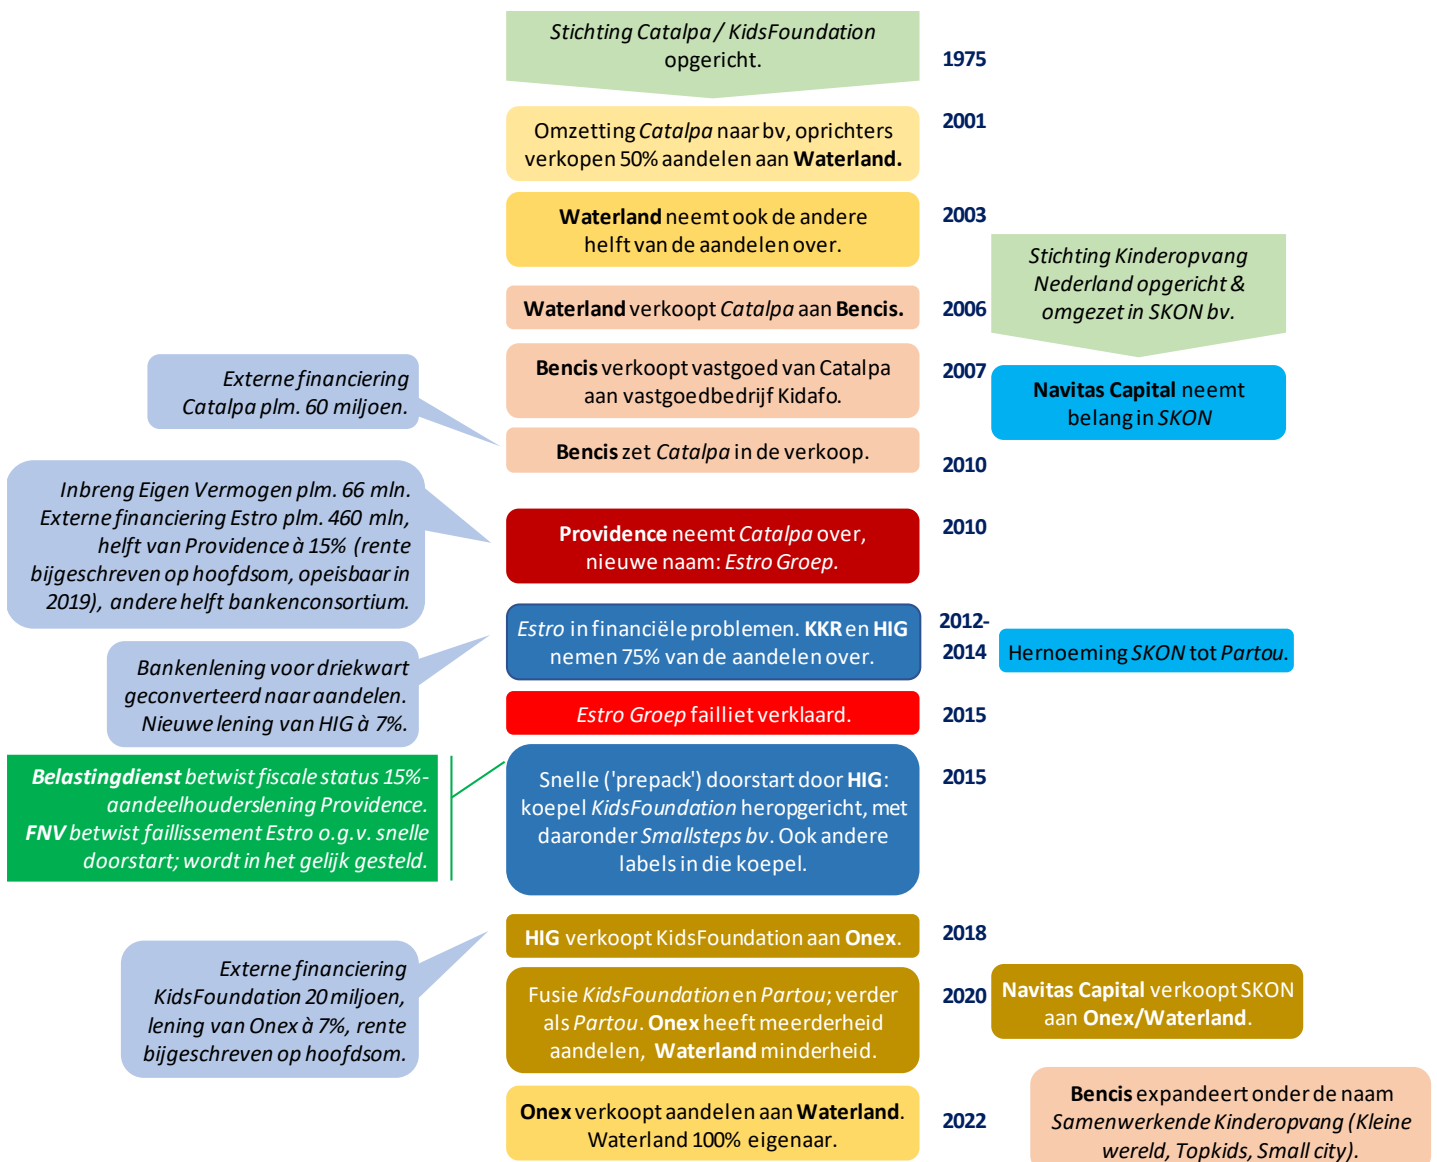 Stichting Catalpa / KidsFoundation
opgericht.
1975
Omzetting Catalpa naar bv, oprichters
verkopen 50% aandelen aan Waterland.
2001
Waterland neemt ook de andere
helft van de aandelen over.
2003
Stichting Kinderopvang
Nederland opgericht &
omgezet in SKON bv.
Waterland verkoopt Catalpa aan Bencis.
2006
Bencis verkoopt vastgoed van Catalpa
aan vastgoedbedrijf Kidafo.
2007
Navitas Capital neemt
belang in SKON
Externe financiering
Catalpa plm. 60 miljoen.
Bencis zet Catalpa in de verkoop.
2010
Inbreng Eigen Vermogen plm. 66 mln.
Externe financiering Estro plm. 460 mln,
helft van Providence à 15% (rente
bijgeschreven op hoofdsom, opeisbaar in
2019), andere helft bankenconsortium.
Providence neemt Catalpa over,
nieuwe naam: Estro Groep.
2010
Estro in financiële problemen. KKR en HIG
nemen 75% van de aandelen over.
2012-
2014
Hernoeming SKON tot Partou.
Bankenlening voor driekwart
geconverteerd naar aandelen.
Nieuwe lening van HIG à 7%.
Estro Groep failliet verklaard.
2015
Belastingdienst betwist fiscale status 15%-
aandeelhouderslening Providence.
FNV betwist faillissement Estro o.g.v. snelle
doorstart; wordt in het gelijk gesteld.
Snelle ('prepack') doorstart door HIG:
koepel KidsFoundation heropgericht, met
daaronder Smallsteps bv. Ook andere
labels in die koepel.
2015
HIG verkoopt KidsFoundation aan Onex.
2018
Externe financiering
KidsFoundation 20 miljoen,
lening van Onex à 7%, rente
bijgeschreven op hoofdsom.
Fusie KidsFoundation en Partou; verder
als Partou. Onex heeft meerderheid
aandelen, Waterland minderheid.
2020
Navitas Capital verkoopt SKON
aan Onex/Waterland.
Onex verkoopt aandelen aan Waterland.
Waterland 100% eigenaar.
2022
Bencis expandeert onder de naam
Samenwerkende Kinderopvang (Kleine
wereld, Topkids, Small city).